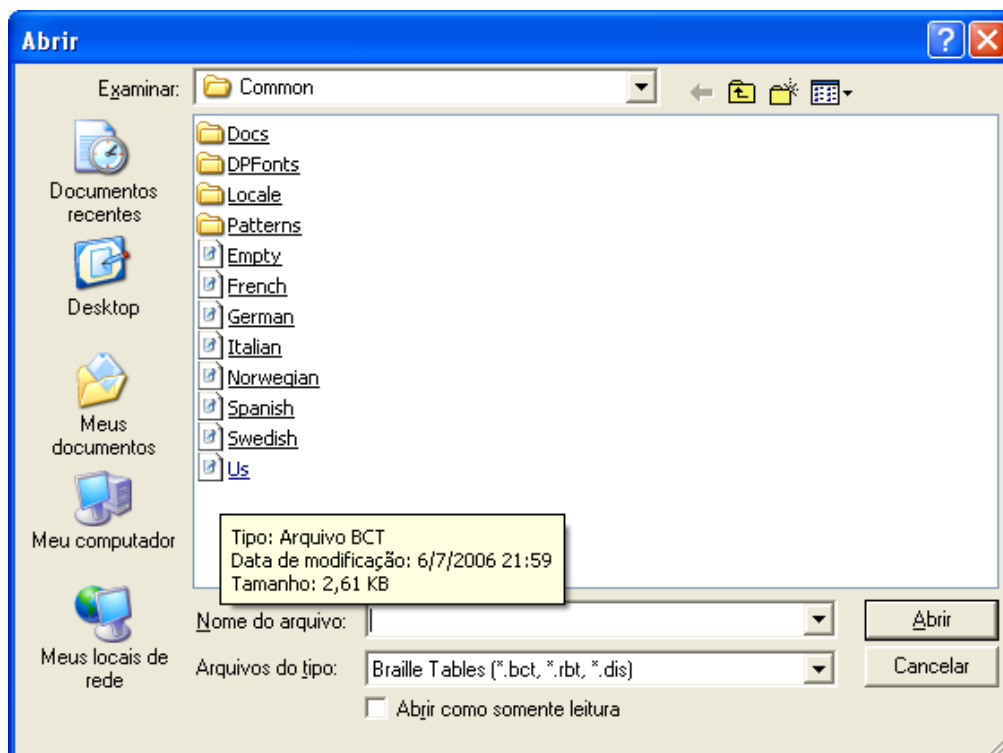 Abrir
Examinar: Common
Documentos
recentes
Desktop
Meus
documentos
Meu computador
Meus locais de
rede
Docs
DPFonts
Locale
Patterns
Empty
French
German
Italian
Norwegian
Spanish
Swedish
Us
Tipo: Arquivo BCT
Data de modificação: 6/7/2006 21:59
Tamanho: 2,61 KB
Nome do arquivo: Abrir
Arquivos do tipo: Braille Tables (*.bct, *.rbt, *.dis) Cancelar
Abrir como somente leitura